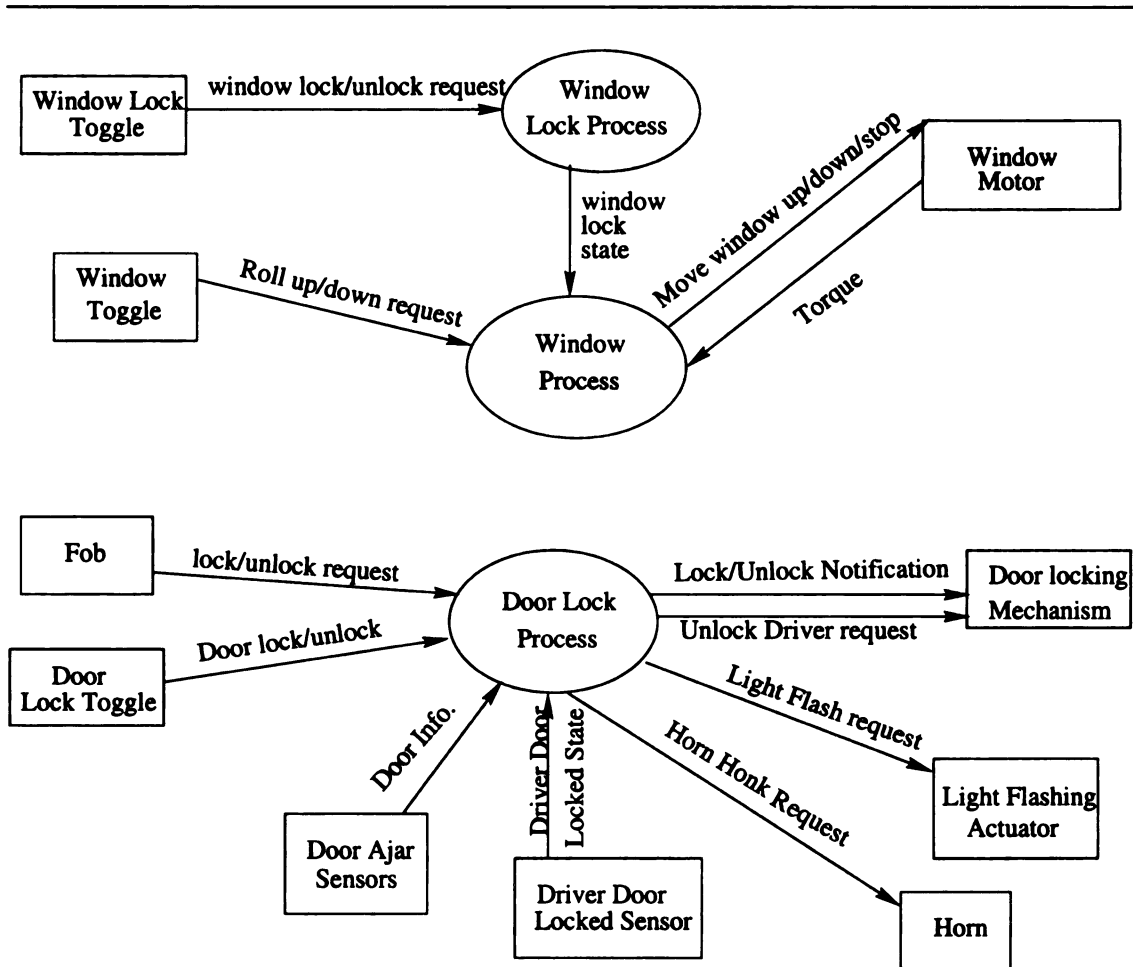 Window Lock
Toggle
window lock/unlock request
Window
Lock Process
window
lock
state
Window
Toggle
Roll up/down request
Window
Process
Move window up/down/stop
Torque
Window
Motor
Fob
lock/unlock request
Door
Lock Toggle
Door lock/unlock
Door Lock
Process
Lock/Unlock Notification
Unlock Driver request
Door locking
Mechanism
Door Info.
Door Ajar
Sensors
Driver Door
Locked State
Driver Door
Locked Sensor
Light Flash request
Light Flashing
Actuator
Horn Honk Request
Horn